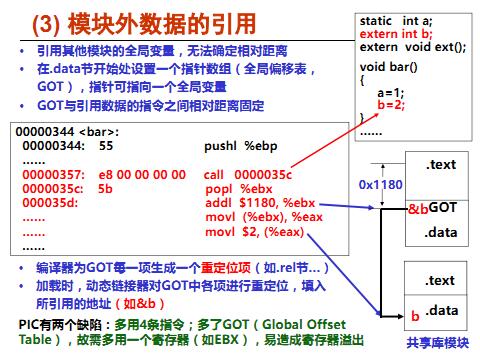 (3) 模块外数据的引用
• 引用其他模块的全局变量，无法确定相对距离
• 在.data节开始处设置一个指针数组（全局偏移表，
GOT），指针可指向一个全局变量
• GOT与引用数据的指令之间相对距离固定
static int a;
extern int b;
extern void ext();
void bar()
{
a=1;
b=2;
}
......
00000344 <bar>:
00000344: 55 pushl %ebp
......
00000357: e8 00 00 00 00 call 0000035c
0000035c: 5b popl %ebx
0000035d: addl $1180, %ebx
...... movl (%ebx), %eax
...... movl $2, (%eax)
......
.text
0x1180
&b GOT
.data
.text
b .data
共享库模块
• 编译器为GOT每一项生成一个重定位项（如.rel节...）
• 加载时，动态链接器对GOT中各项进行重定位，填入
所引用的地址（如&b）
PIC有两个缺陷：多用4条指令；多了GOT（Global Offset
Table），故需多用一个寄存器（如EBX），易造成寄存器溢出